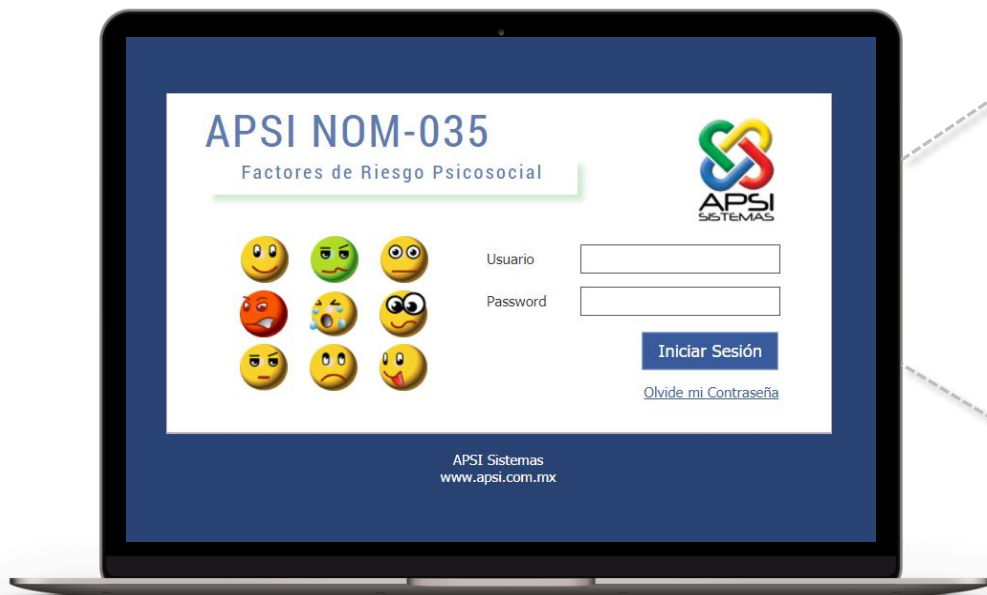 APSI NOM-035
Factores de Riesgo Psicosocial
APSI
SISTEMAS
Usuario
Password
Iniciar Sesión
Olvide mi Contraseña
APSI Sistemas
www.apsi.com.mx